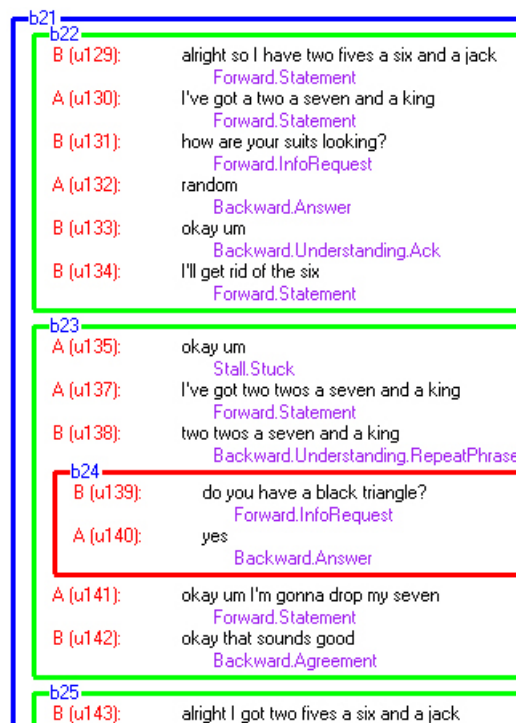 b21
b22
B (u129): alright so I have two fives a six and a jack
Forward.Statement
A (u130): I've got a two a seven and a king
Forward.Statement
B (u131): how are your suits looking?
Forward.InfoRequest
A (u132): random
Backward.Answer
B (u133): okay um
Backward.Understanding.Ack
B (u134): I'll get rid of the six
Forward.Statement
b23
A (u135): okay um
Stall.Stuck
A (u137): I've got two twos a seven and a king
Forward.Statement
B (u138): two twos a seven and a king
Backward.Understanding.RepeatPhrase
b24
B (u139): do you have a black triangle?
Forward.InfoRequest
A (u140): yes
Backward.Answer
A (u141): okay um I'm gonna drop my seven
Forward.Statement
B (u142): okay that sounds good
Backward.Agreement
b25
B (u143): alright I got two fives a six and a jack